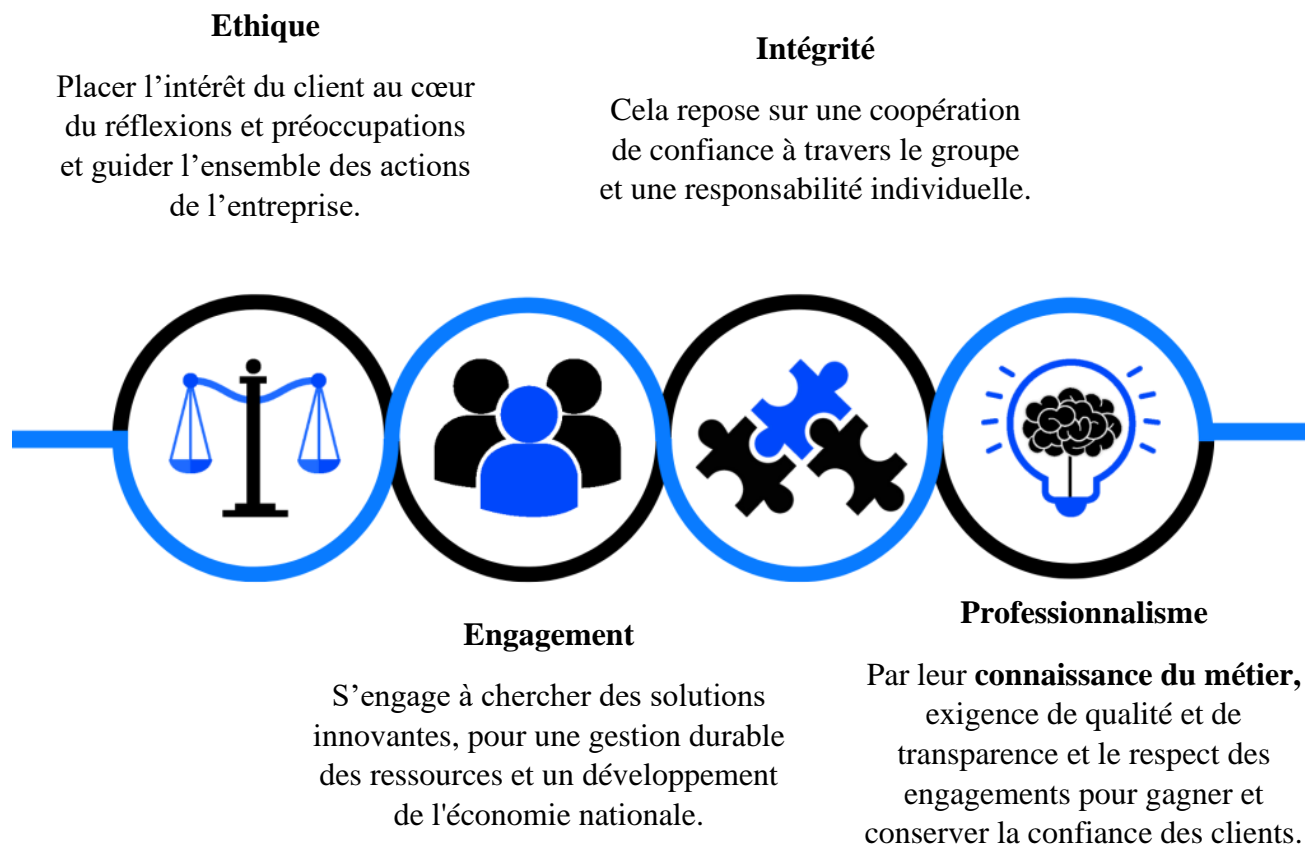 Ethique
Placer l’intérêt du client au cœur
du réflexions et préoccupations
et guider l’ensemble des actions
de l’entreprise.
Intégrité
Cela repose sur une coopération
de confiance à travers le groupe
et une responsabilité individuelle.
Engagement
S’engage à chercher des solutions
innovantes, pour une gestion durable
des ressources et un développement
de l'économie nationale.
Professionnalisme
Par leur connaissance du métier,
exigence de qualité et de
transparence et le respect des
engagements pour gagner et
conserver la confiance des clients.